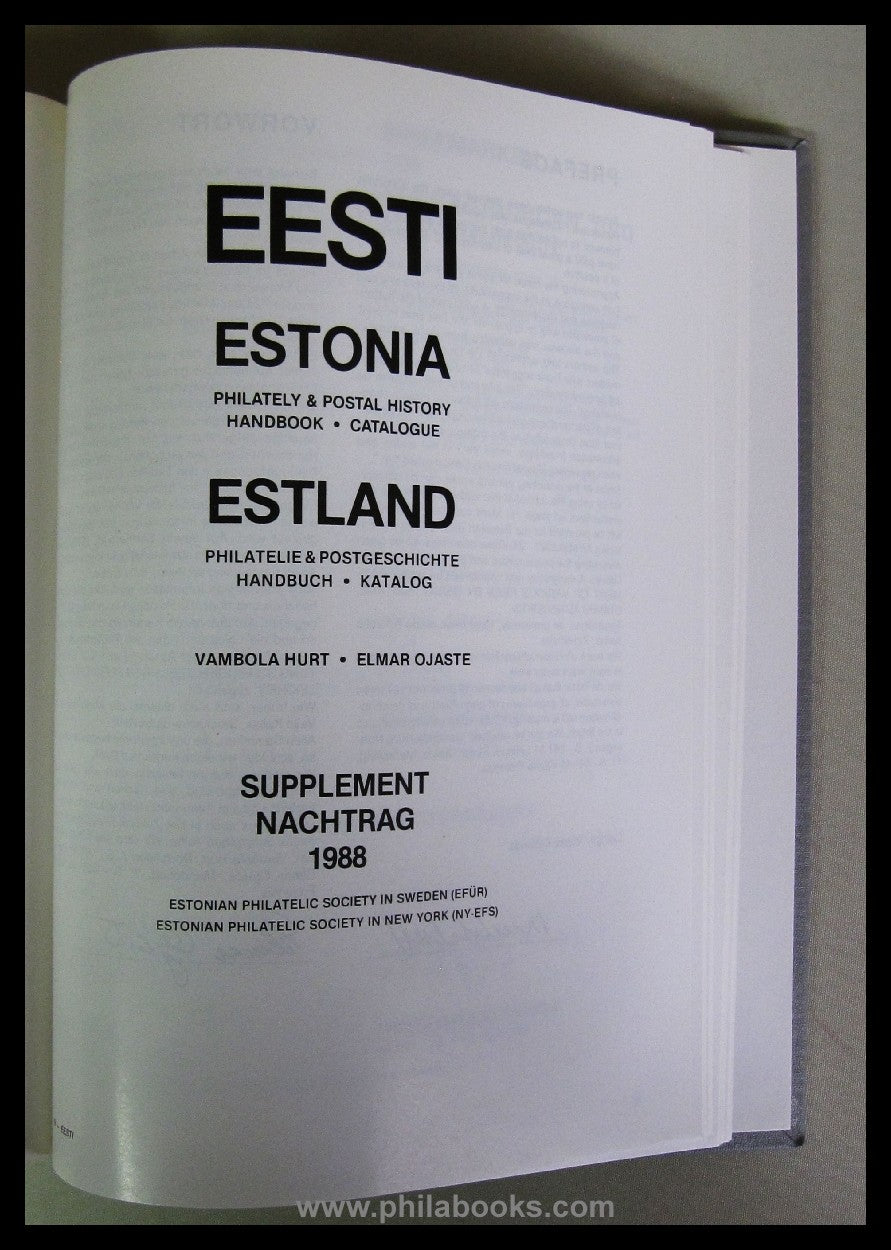 EESTI
ESTONIA
PHILATELY & POSTAL HISTORY
HANDBOOK • CATALOGUE
ESTLAND
PHILATELIE & POSTGESCHICHTE
HANDBUCH • KATALOG
VAMBOLA HURT • ELMAR OJASTE
SUPPLEMENT
NACHTRAG
1988
ESTONIAN PHILATELIC SOCIETY IN SWEDEN (EFÜR)
ESTONIAN PHILATELIC SOCIETY IN NEW YORK (NY-EFS)
– EESTI
www.philabooks.com